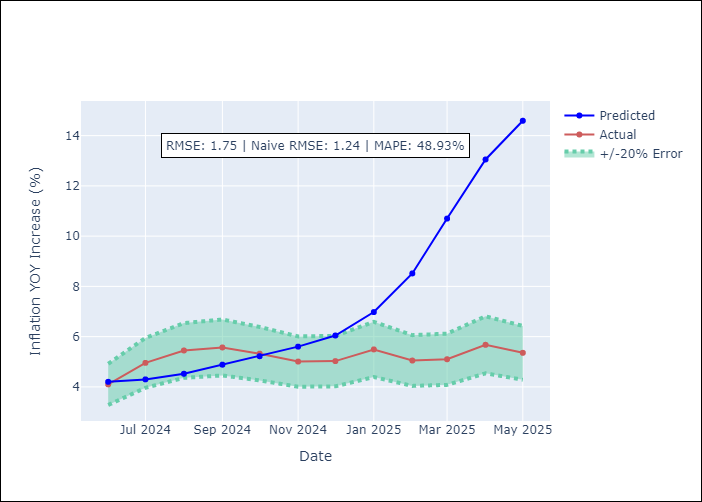 RMSE: 1.75 | Naive RMSE: 1.24 | MAPE: 48.93%
Predicted
Actual
+/-20% Error
Inflation YOY Increase (%)
14
12
10
8
6
4
Jul 2024
Sep 2024
Nov 2024
Jan 2025
Mar 2025
May 2025
Date